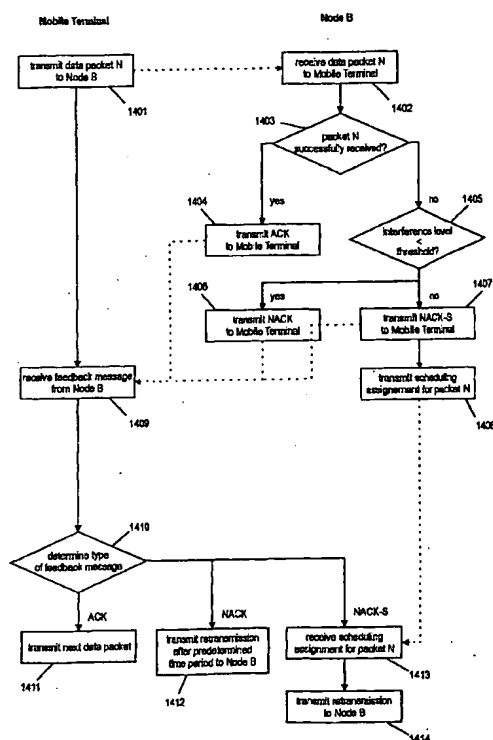 Mobile Terminal
Node B
transmit data packet N
to Node B
1401
receive data packet N
to Mobile Terminal
1402
1403
packet N
successfully received?
yes
no
1404
transmit ACK
to Mobile Terminal
1405
interference level
<
threshold?
1406
yes
no
1407
transmit NACK
to Mobile Terminal
transmit NACK-S
to Mobile Terminal
receive feedback message
from Node B
1409
transmit scheduling
assignement for packet N
1408
1410
determine type
of feedback message
ACK
NACK
NACK-S
transmit next data packet
1411
transmit retransmission
after predetermined
time period to Node B
1412
receive scheduling
assignment for packet N
1413
transmit retransmission
to Node B
1414